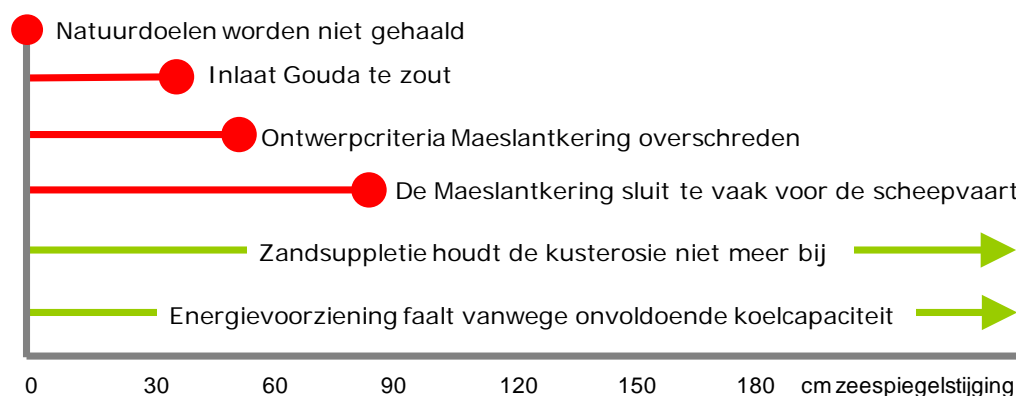 Natuurdoelen worden niet gehaald
Inlaat Gouda te zout
Ontwerpcriteria Maeslantkering overschreden
De Maeslantkering sluit te vaak voor de scheepvaart
Zandsuppletie houdt de kusterosie niet meer bij
Energievoorziening faalt vanwege onvoldoende koelcapaciteit
0 30 60 90 120 150 180 cm zeespiegelstijging